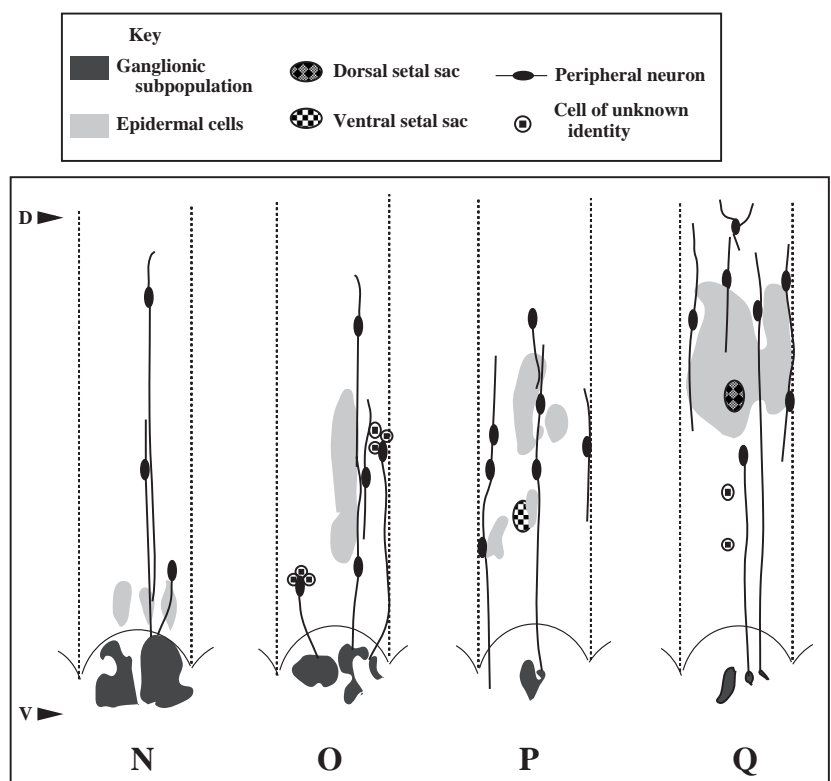 Key
Ganglionic
subpopulation
Epidermal cells
Dorsal setal sac
Ventral setal sac
Peripheral neuron
Cell of unknown
identity
D
V
N O P Q